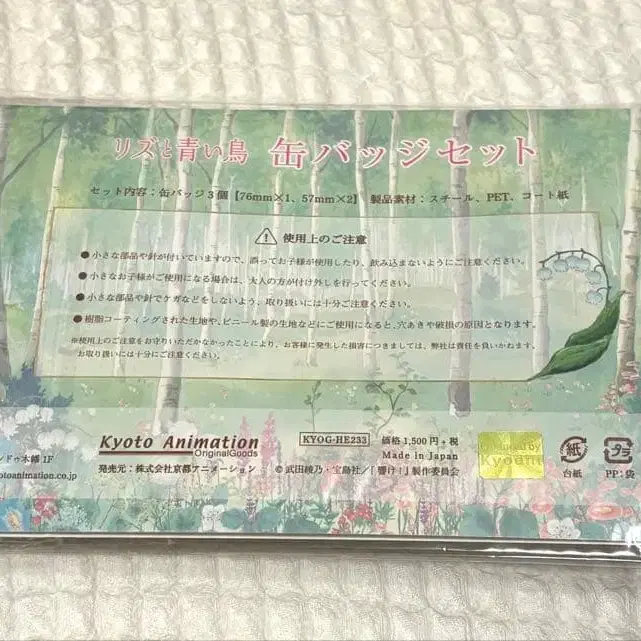 リズと青い鳥 缶バッジセット
セット内容：缶バッジ3個【76mm×1、57mm×2】 製品素材：スチール、PET、コート紙
使用上のご注意
●小さな部品や針が付いていますので、誤ってお子様が使用したり、飲み込まないようにご注意ください。
●小さなお子様がご使用になる場合は、大人の方が付け外しを行ってください。
●小さな部品や針でケガなどをしないよう、取り扱いには十分ご注意ください。
●樹脂コーティングされた生地や、ビニール製の生地などにご使用になると、穴あきや破損の原因となります。
※使用上のご注意をお守りいただかなかったことにより、お客様に発生した損害につきましては、弊社は責任を負いかねます。
お取り扱いには十分にご注意ください。
ンドゥ木幡 1F
otoanimation.co.jp
Kyoto Animation
OriginalGoods
発売元：株式会社京都アニメーション
KYOG-HE233
価格 1,500円+税
Made in Japan
© 武田綾乃・宝島社／『響け！』製作委員会
by
KyoAni
紙
台紙
プラ
PP：袋